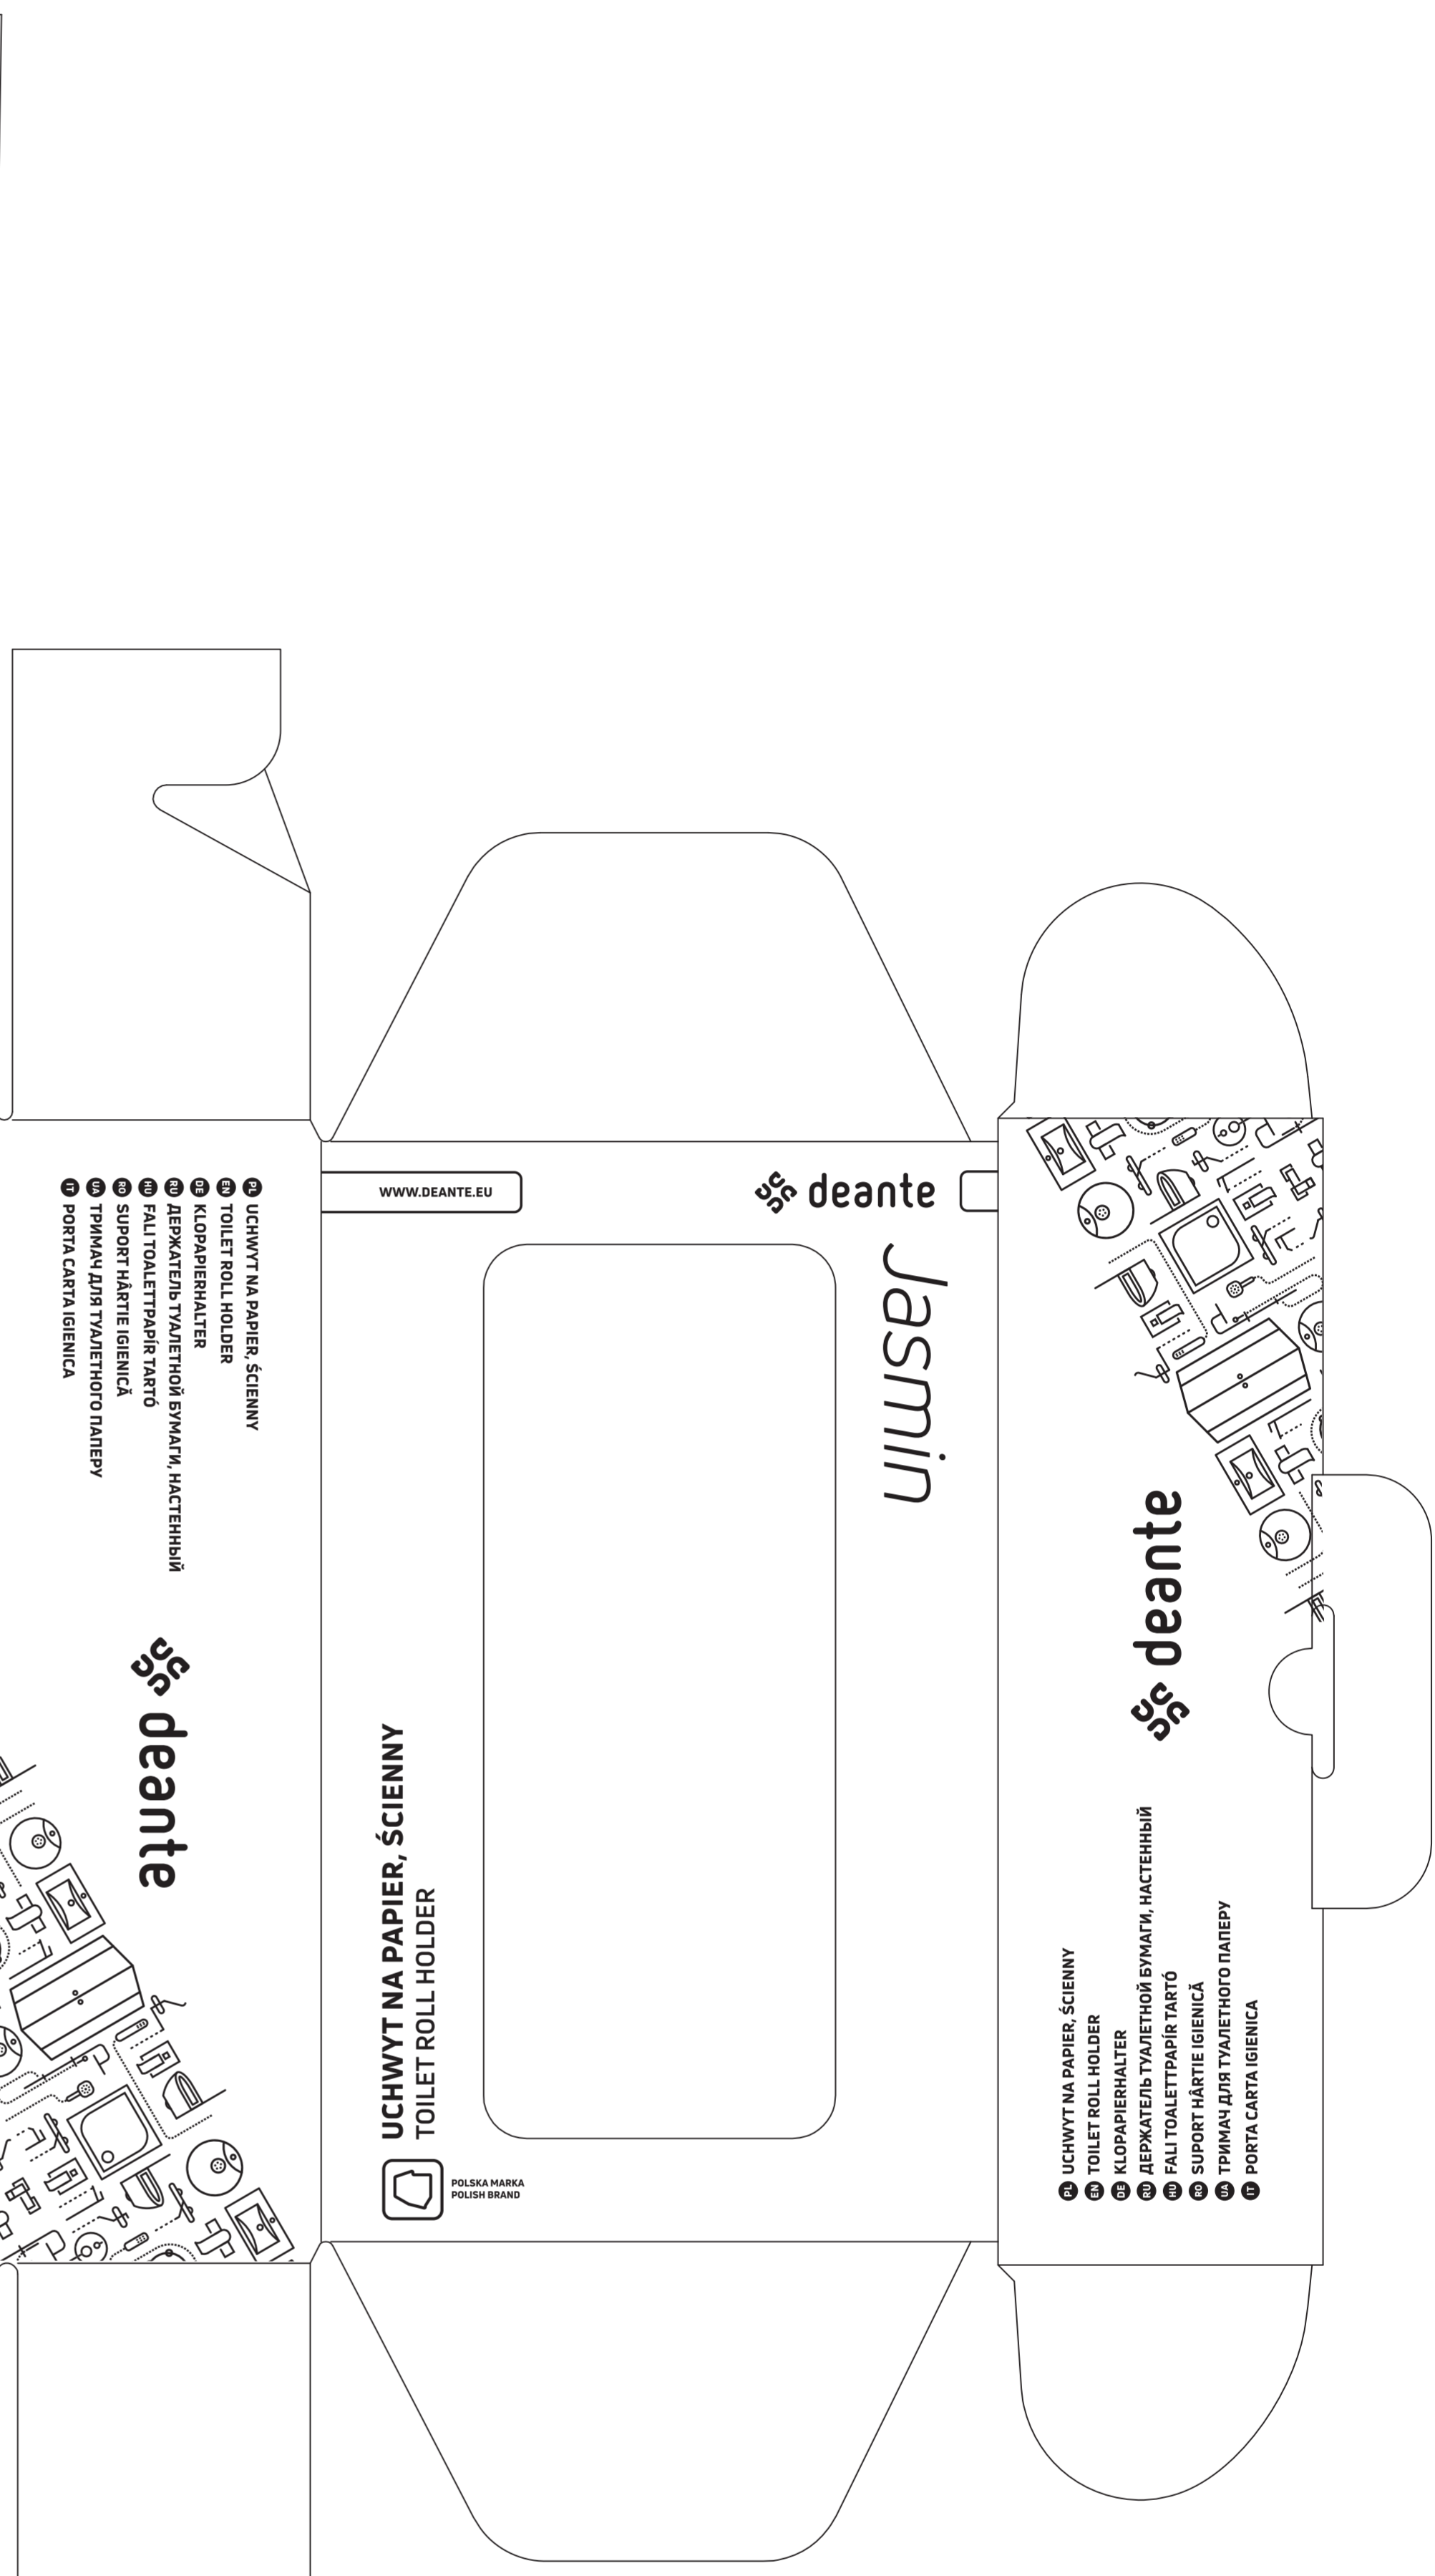 PL UCHWYT NA PAPIER, ŚCIENNY
EN TOILET ROLL HOLDER
DE KLOPAPIERHALTER
RU ДЕРЖАТЕЛЬ ТУАЛЕТНОЙ БУМАГИ, НАСТЕННЫЙ
HU FALI TOALETTPAPÍR TARTÓ
RO SUPORT HÂRTIE IGIENICĂ
UA ТРИМАЧ ДЛЯ ТУАЛЕТНОГО ПАПЕРУ
IT PORTA CARTA IGIENICA
deante
WWW.DEANTE.EU
deante
Jasmin
UCHWYT NA PAPIER, ŚCIENNY
TOILET ROLL HOLDER
POLSKA MARKA
POLISH BRAND
deante
PL UCHWYT NA PAPIER, ŚCIENNY
EN TOILET ROLL HOLDER
DE KLOPAPIERHALTER
RU ДЕРЖАТЕЛЬ ТУАЛЕТНОЙ БУМАГИ, НАСТЕННЫЙ
HU FALI TOALETTPAPÍR TARTÓ
RO SUPORT HÂRTIE IGIENICĂ
UA ТРИМАЧ ДЛЯ ТУАЛЕТНОГО ПАПЕРУ
IT PORTA CARTA IGIENICA